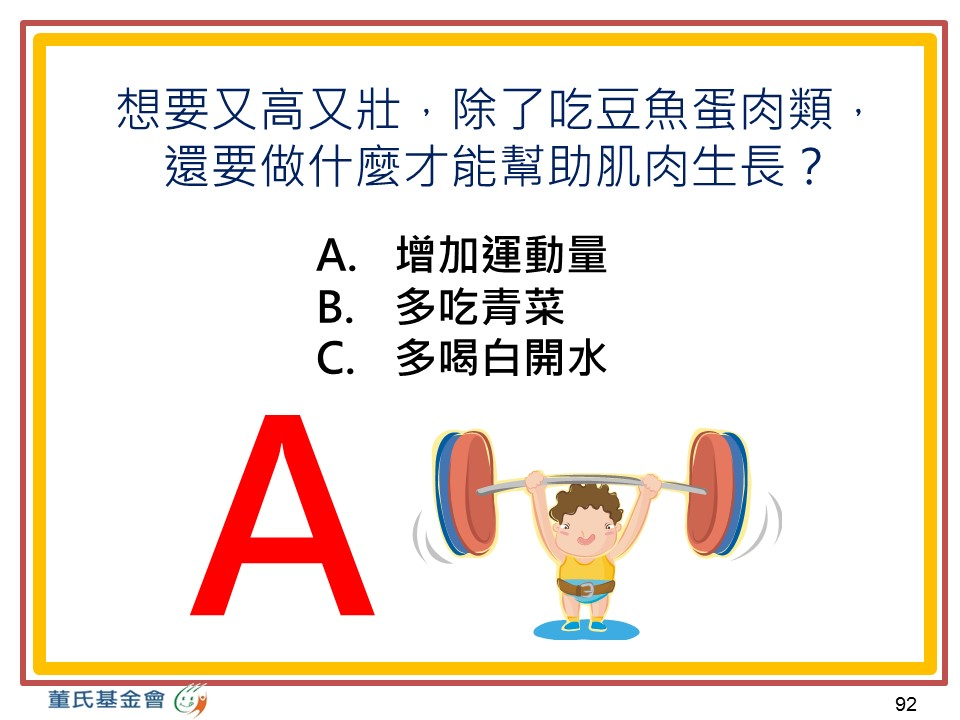 想要又高又壯，除了吃豆魚蛋肉類，
還要做什麼才能幫助肌肉生長？
A. 增加運動量
B. 多吃青菜
C. 多喝白開水
A
董氏基金會
92